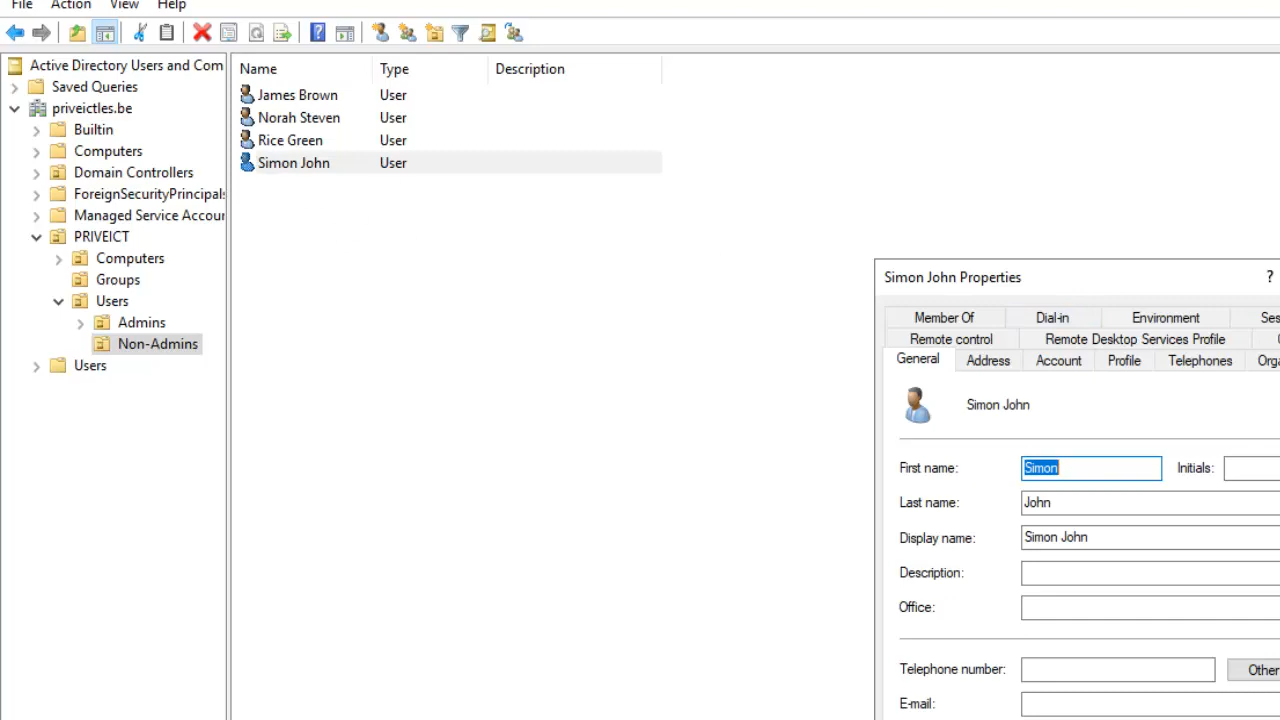 File Action View Help
Active Directory Users and Com
Saved Queries
priveictles.be
Builtin
Computers
Domain Controllers
ForeignSecurityPrincipals
Managed Service Accour
PRIVEICT
Computers
Groups
Users
Admins
Non-Admins
Users
Name Type Description
James Brown User
Norah Steven User
Rice Green User
Simon John User
Simon John Properties ?
Member Of Dial-in Environment Ses
Remote control Remote Desktop Services Profile
General Address Account Profile Telephones Orga
Simon John
First name: Simon Initials:
Last name: John
Display name: Simon John
Description:
Office:
Telephone number: Other
E-mail: